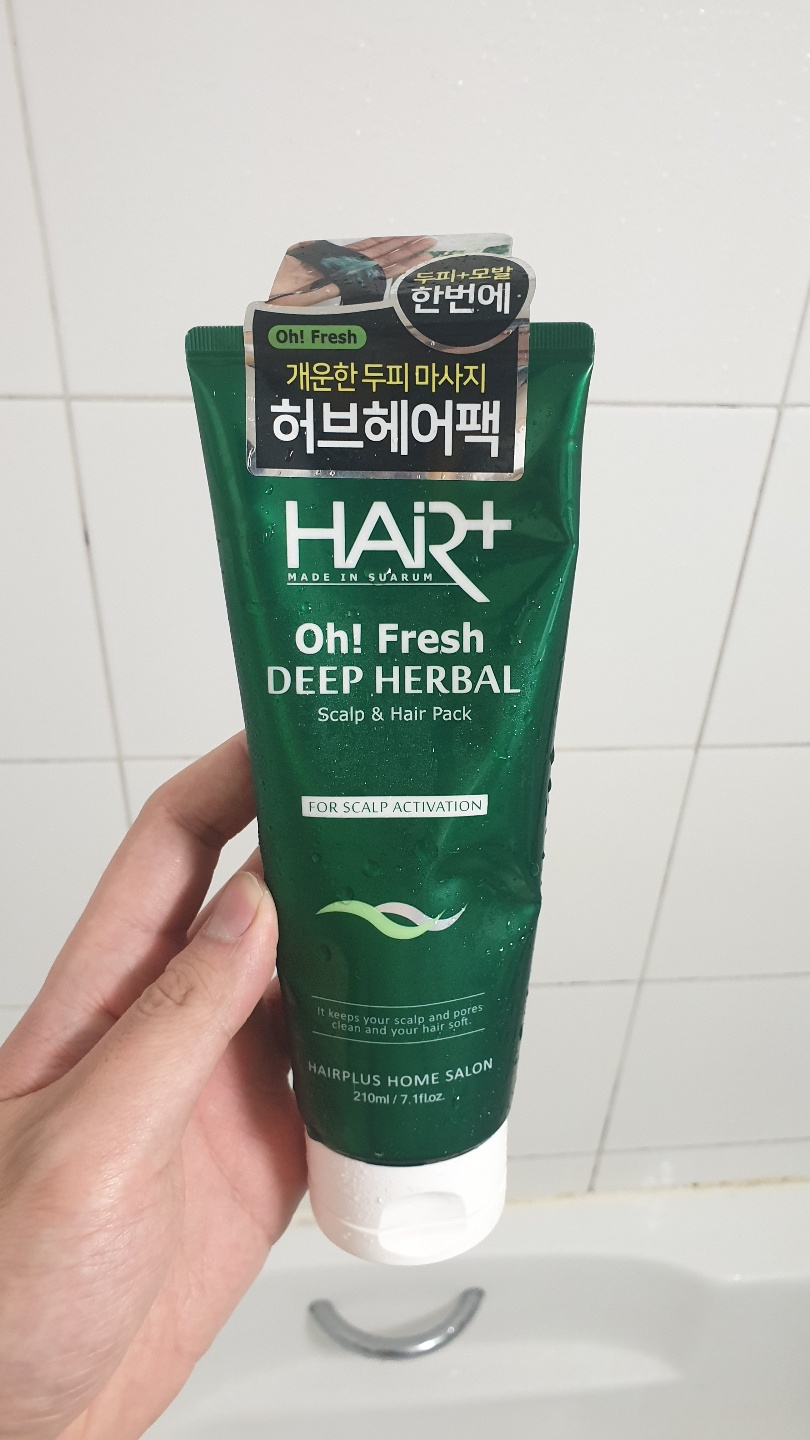 두피+모발
한번에
Oh! Fresh
개운한 두피 마사지
허브헤어팩
HAiR+
MADE IN SUARUM
Oh! Fresh
DEEP HERBAL
Scalp & Hair Pack
FOR SCALP ACTIVATION
It keeps your scalp and pores
clean and your hair soft.
HAIRPLUS HOME SALON
210ml / 7.1fl.oz.